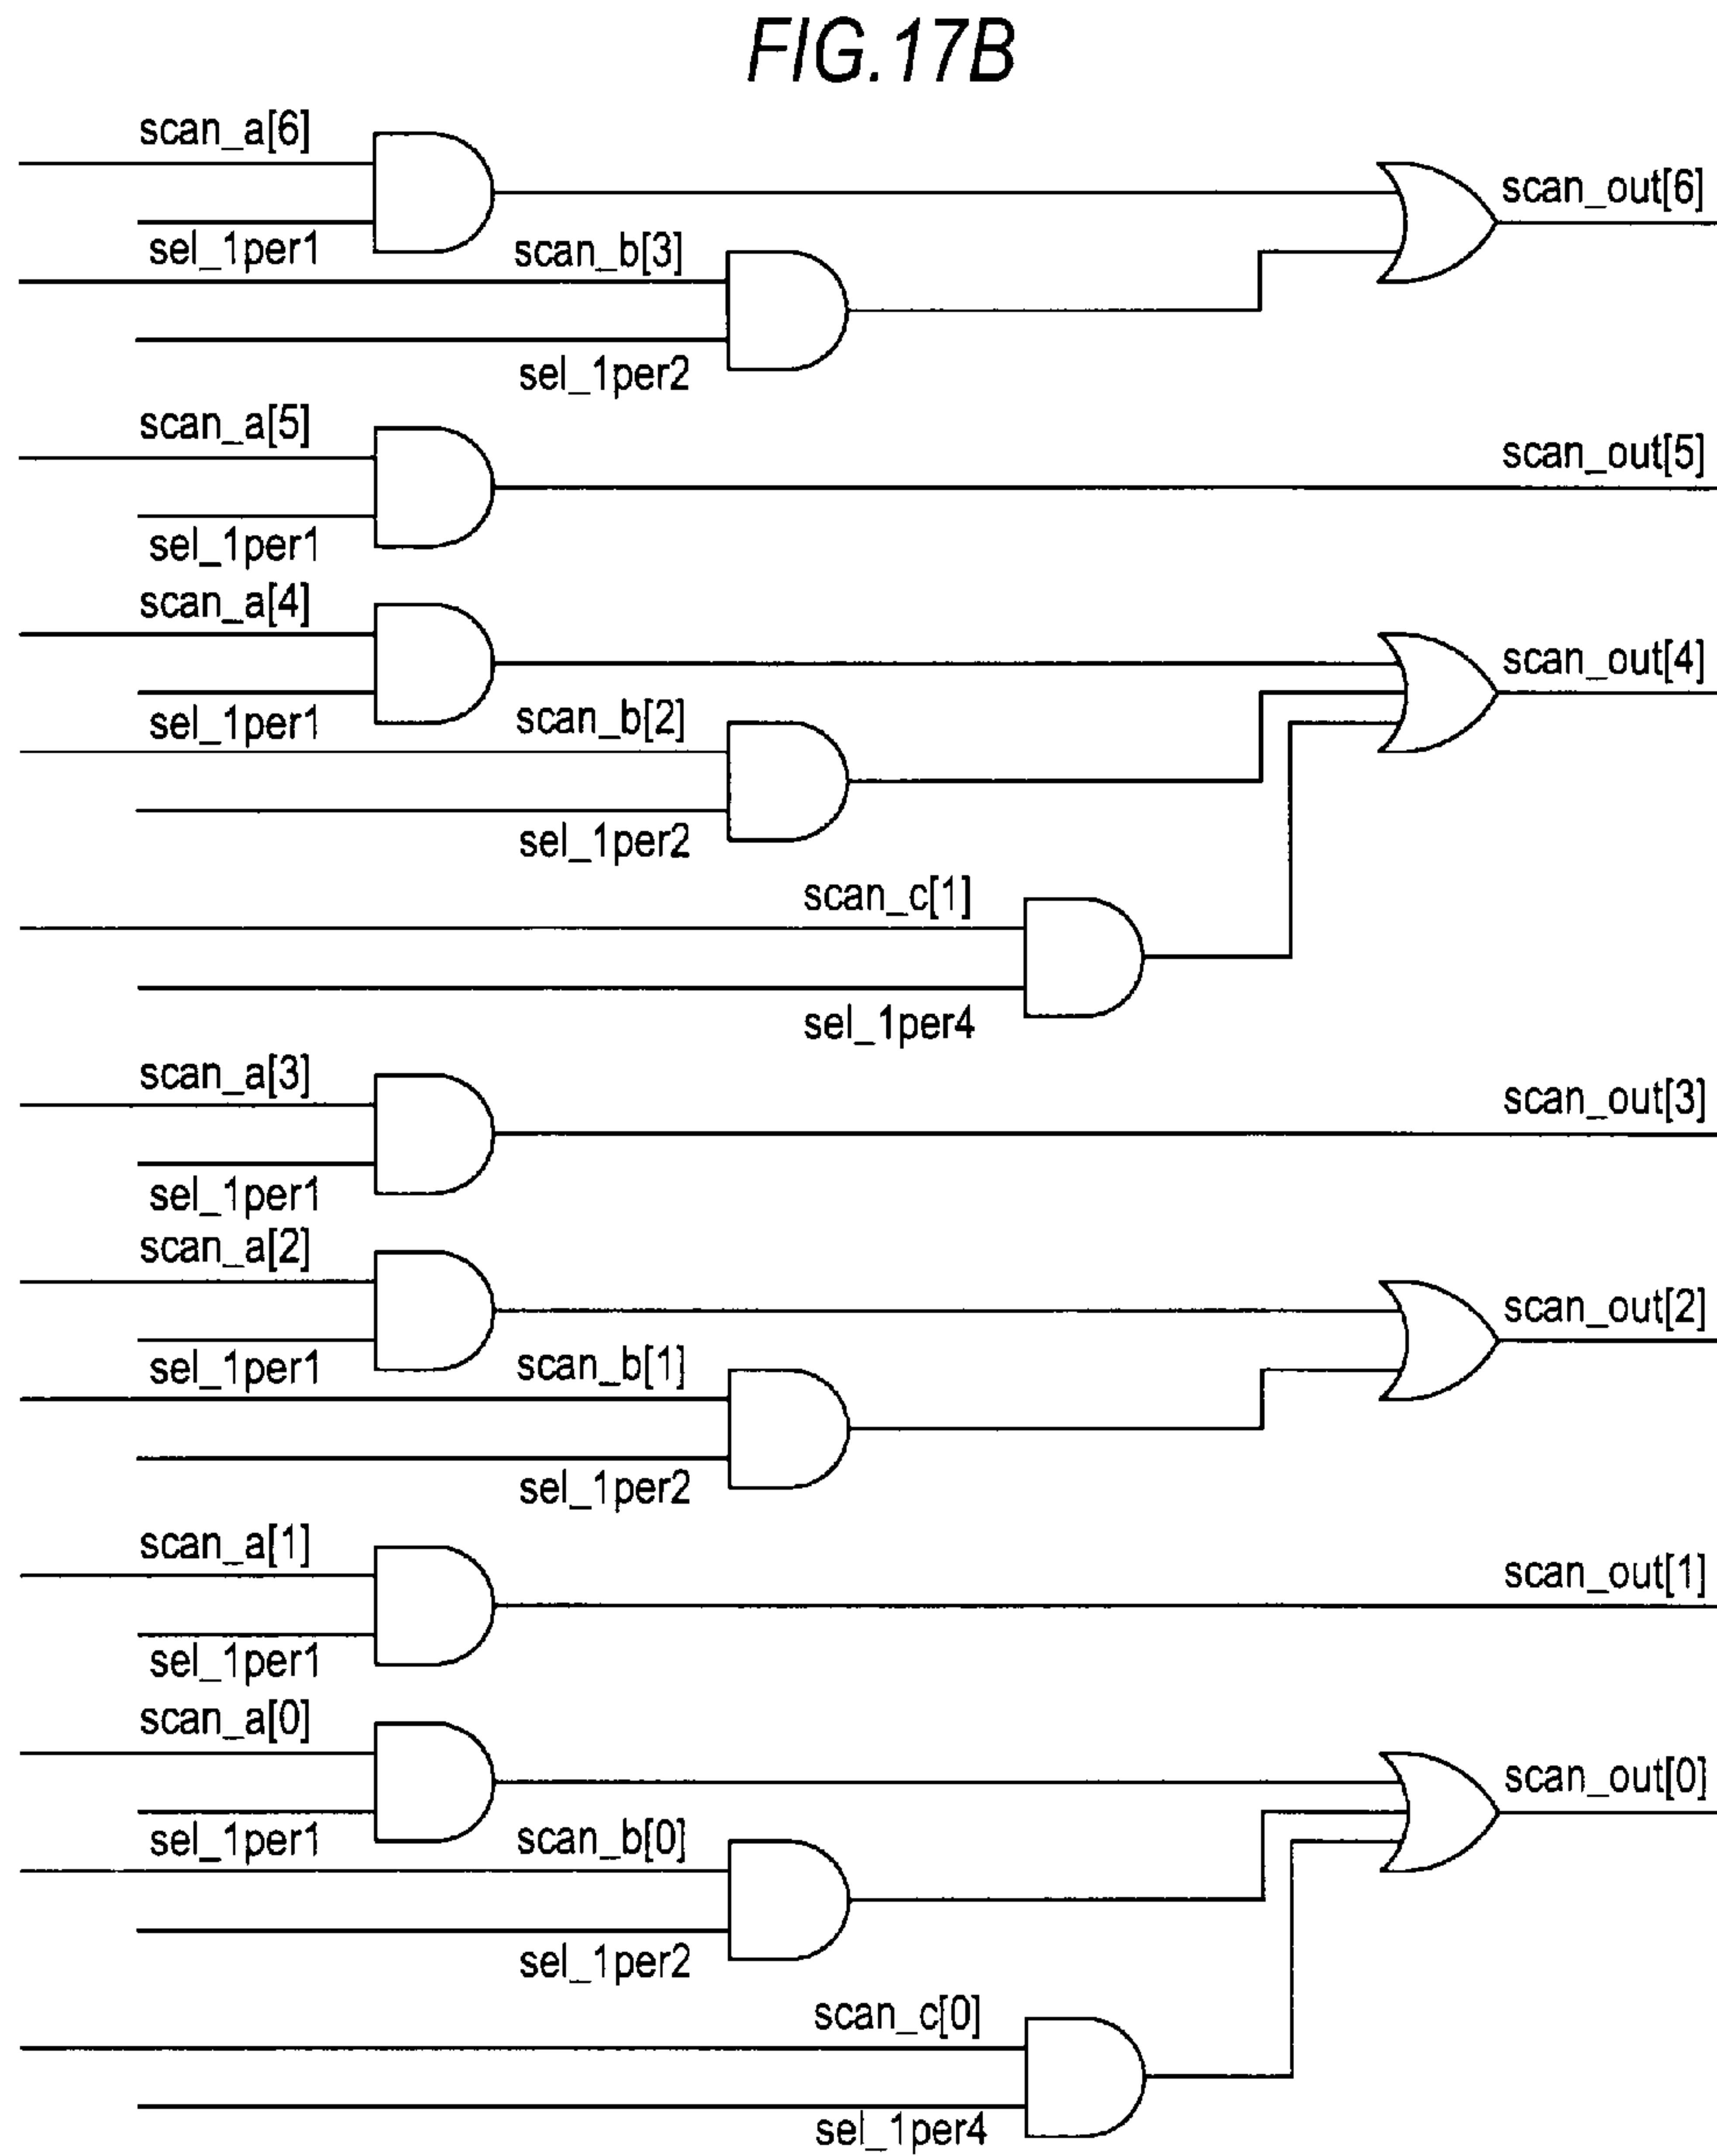 FIG.17B
scan_a[6]
scan_out[6]
sel_1per1
scan_b[3]
sel_1per2
scan_a[5]
scan_out[5]
sel_1per1
scan_a[4]
scan_out[4]
sel_1per1
scan_b[2]
sel_1per2
scan_c[1]
sel_1per4
scan_a[3]
scan_out[3]
sel_1per1
scan_a[2]
scan_out[2]
sel_1per1
scan_b[1]
sel_1per2
scan_a[1]
scan_out[1]
sel_1per1
scan_a[0]
scan_out[0]
sel_1per1
scan_b[0]
sel_1per2
scan_c[0]
sel_1per4